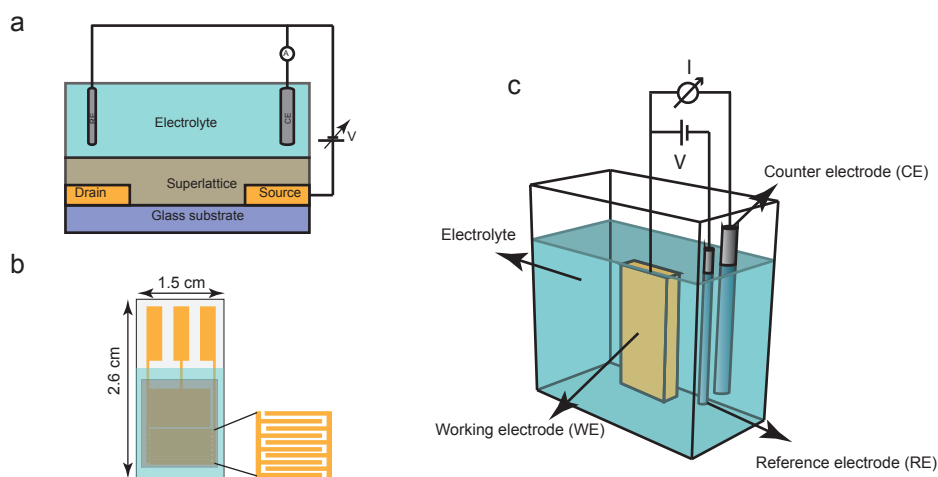 a
A
RE
Electrolyte
CE
V
Superlattice
Drain
Source
Glass substrate
b
1.5 cm
2.6 cm
c
I
V
Counter electrode (CE)
Electrolyte
Working electrode (WE)
Reference electrode (RE)